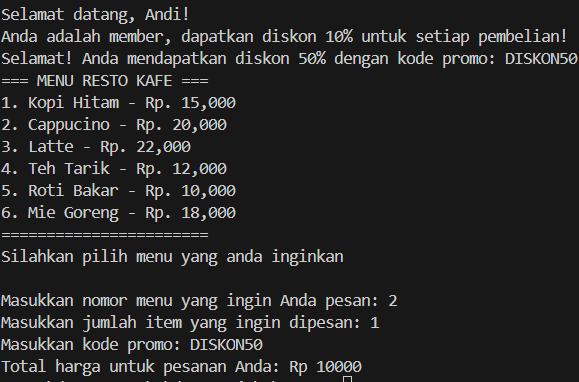 Selamat datang, Andi!
Anda adalah member, dapatkan diskon 10% untuk setiap pembelian!
Selamat! Anda mendapatkan diskon 50% dengan kode promo: DISKON50
=== MENU RESTO KAFE ===
1. Kopi Hitam - Rp. 15,000
2. Cappucino - Rp. 20,000
3. Latte - Rp. 22,000
4. Teh Tarik - Rp. 12,000
5. Roti Bakar - Rp. 10,000
6. Mie Goreng - Rp. 18,000
=======================
Silahkan pilih menu yang anda inginkan
Masukkan nomor menu yang ingin Anda pesan: 2
Masukkan jumlah item yang ingin dipesan: 1
Masukkan kode promo: DISKON50
Total harga untuk pesanan Anda: Rp 10000